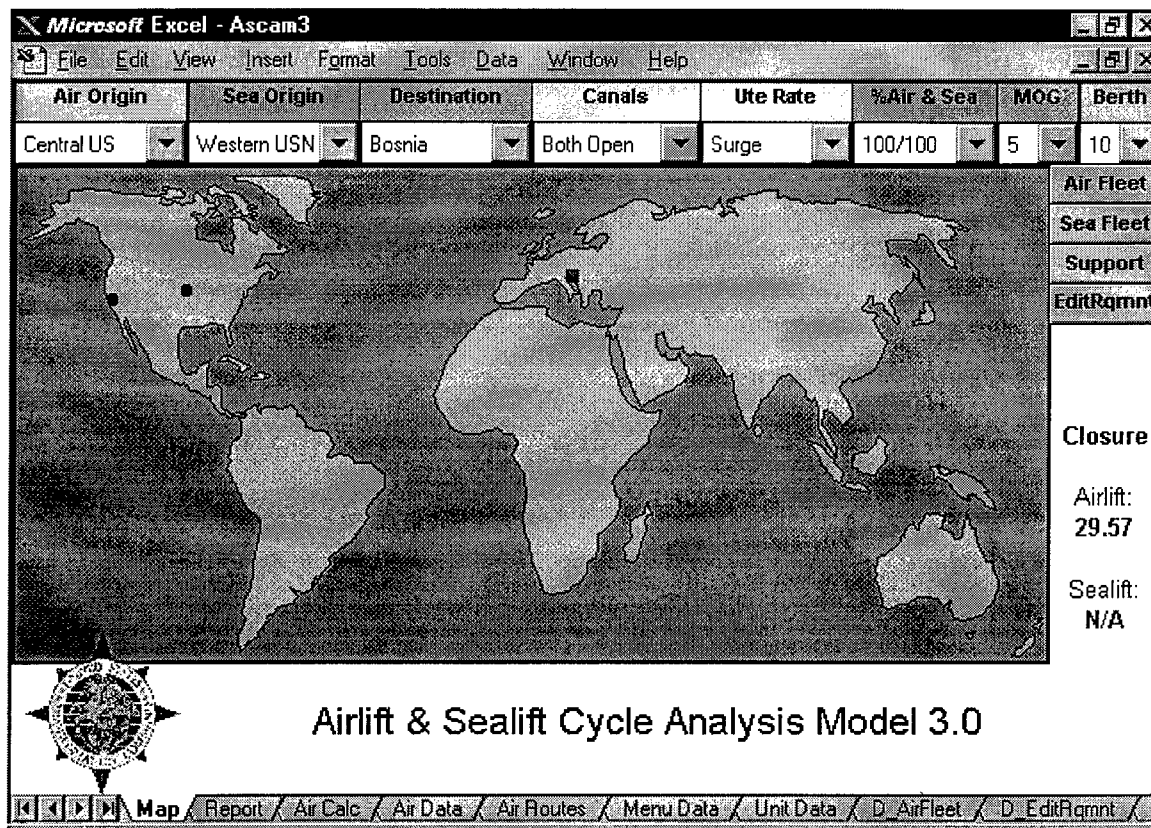 Microsoft Excel - Ascam3
File Edit View Insert Format Tools Data Window Help
Air Origin Sea Origin Destination Canals Ute Rate %Air & Sea MOG Berth
Central US Western USN Bosnia Both Open Surge 100/100 5 10
Air Fleet
Sea Fleet
Support
EditRqmnt
Closure
Airlift:
29.57
Sealift:
N/A
Airlift & Sealift Cycle Analysis Model 3.0
Map Report Air Calc Air Data Air Routes Menu Data Unit Data D_AirFleet D_EditRqmnt